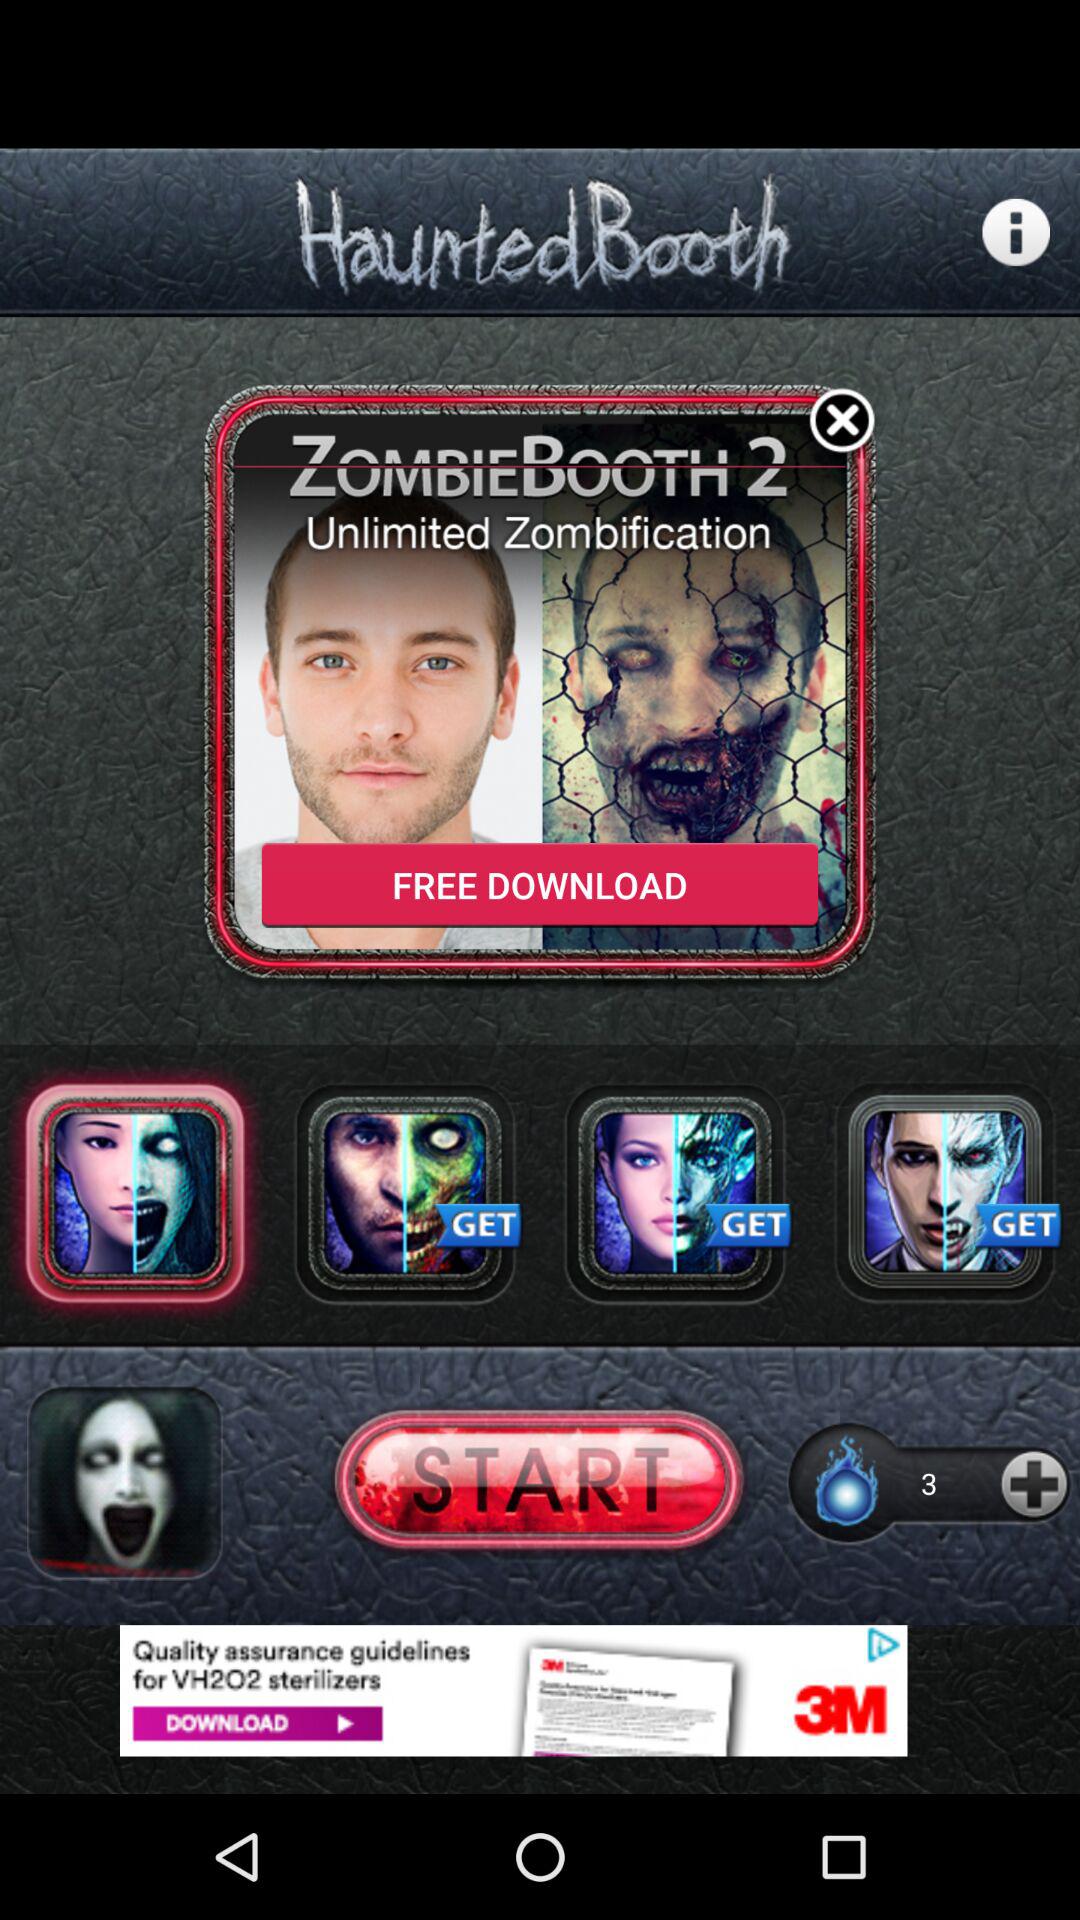 HauntedBooth
ZOMBIEBOOTH 2
Unlimited Zombification
FREE DOWNLOAD
GET
GET
GET
START
3
Quality assurance guidelines
for VH2O2 sterilizers
DOWNLOAD
3M
3M